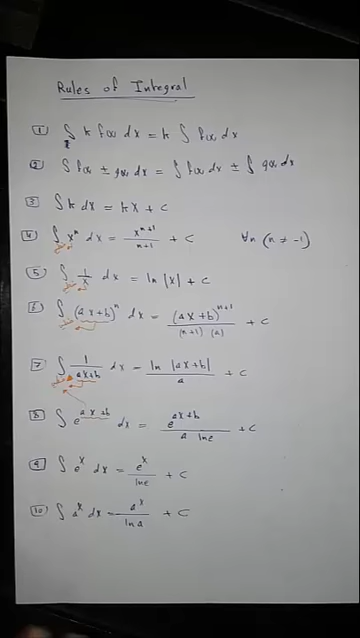 Rules of Integral
1 ∫ k f(x) dx = k ∫ f(x) dx
2 ∫ f(x) ± g(x) dx = ∫ f(x) dx ± ∫ g(x) dx
3 ∫ k dx = kx + c
4 ∫ xⁿ dx = xⁿ⁺¹/(n+1) + c ∀n (n ≠ -1)
5 ∫ 1/x dx = ln |x| + c
6 ∫ (ax+b)ⁿ dx = (ax+b)ⁿ⁺¹/((n+1) (a)) + c
7 ∫ 1/(ax+b) dx = ln |ax+b|/a + c
8 ∫ e^(ax+b) dx = e^(ax+b)/(a ln e) + c
9 ∫ eˣ dx = eˣ/ln e + c
10 ∫ aˣ dx = aˣ/ln a + c